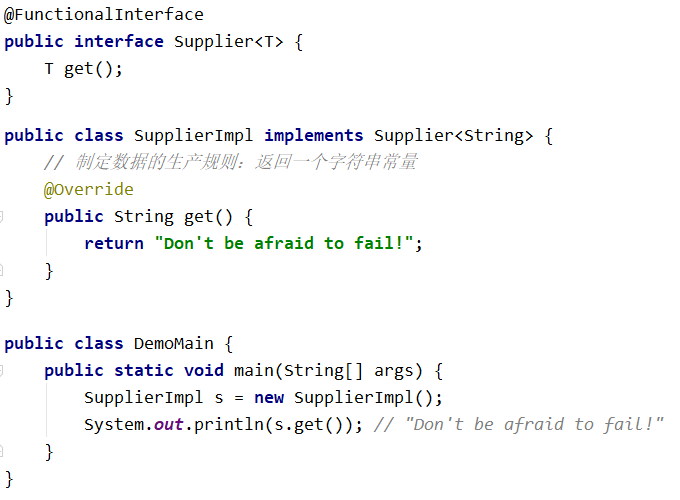 @FunctionalInterface
public interface Supplier<T> {
    T get();
}
public class SupplierImpl implements Supplier<String> {
    // 制定数据的生产规则：返回一个字符串常量
    @Override
    public String get() {
        return "Don't be afraid to fail!";
    }
}
public class DemoMain {
    public static void main(String[] args) {
        SupplierImpl s = new SupplierImpl();
        System.out.println(s.get()); // "Don't be afraid to fail!"
    }
}